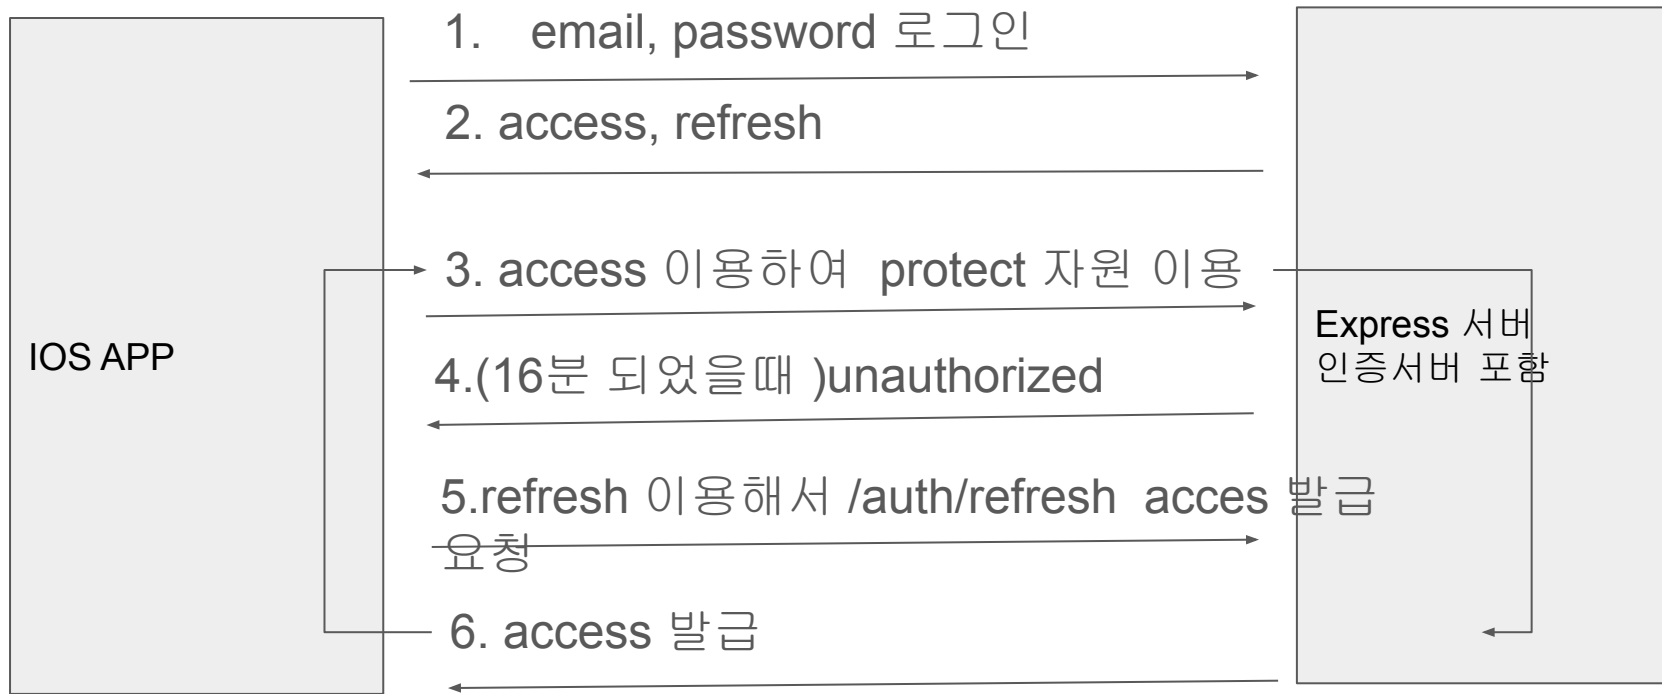 1. email, password 로그인
2. access, refresh
3. access 이용하여 protect 자원 이용
IOS APP
Express 서버
인증서버 포함
4.(16분 되었을때 )unauthorized
5.refresh 이용해서 /auth/refresh acces 발급
요청
6. access 발급